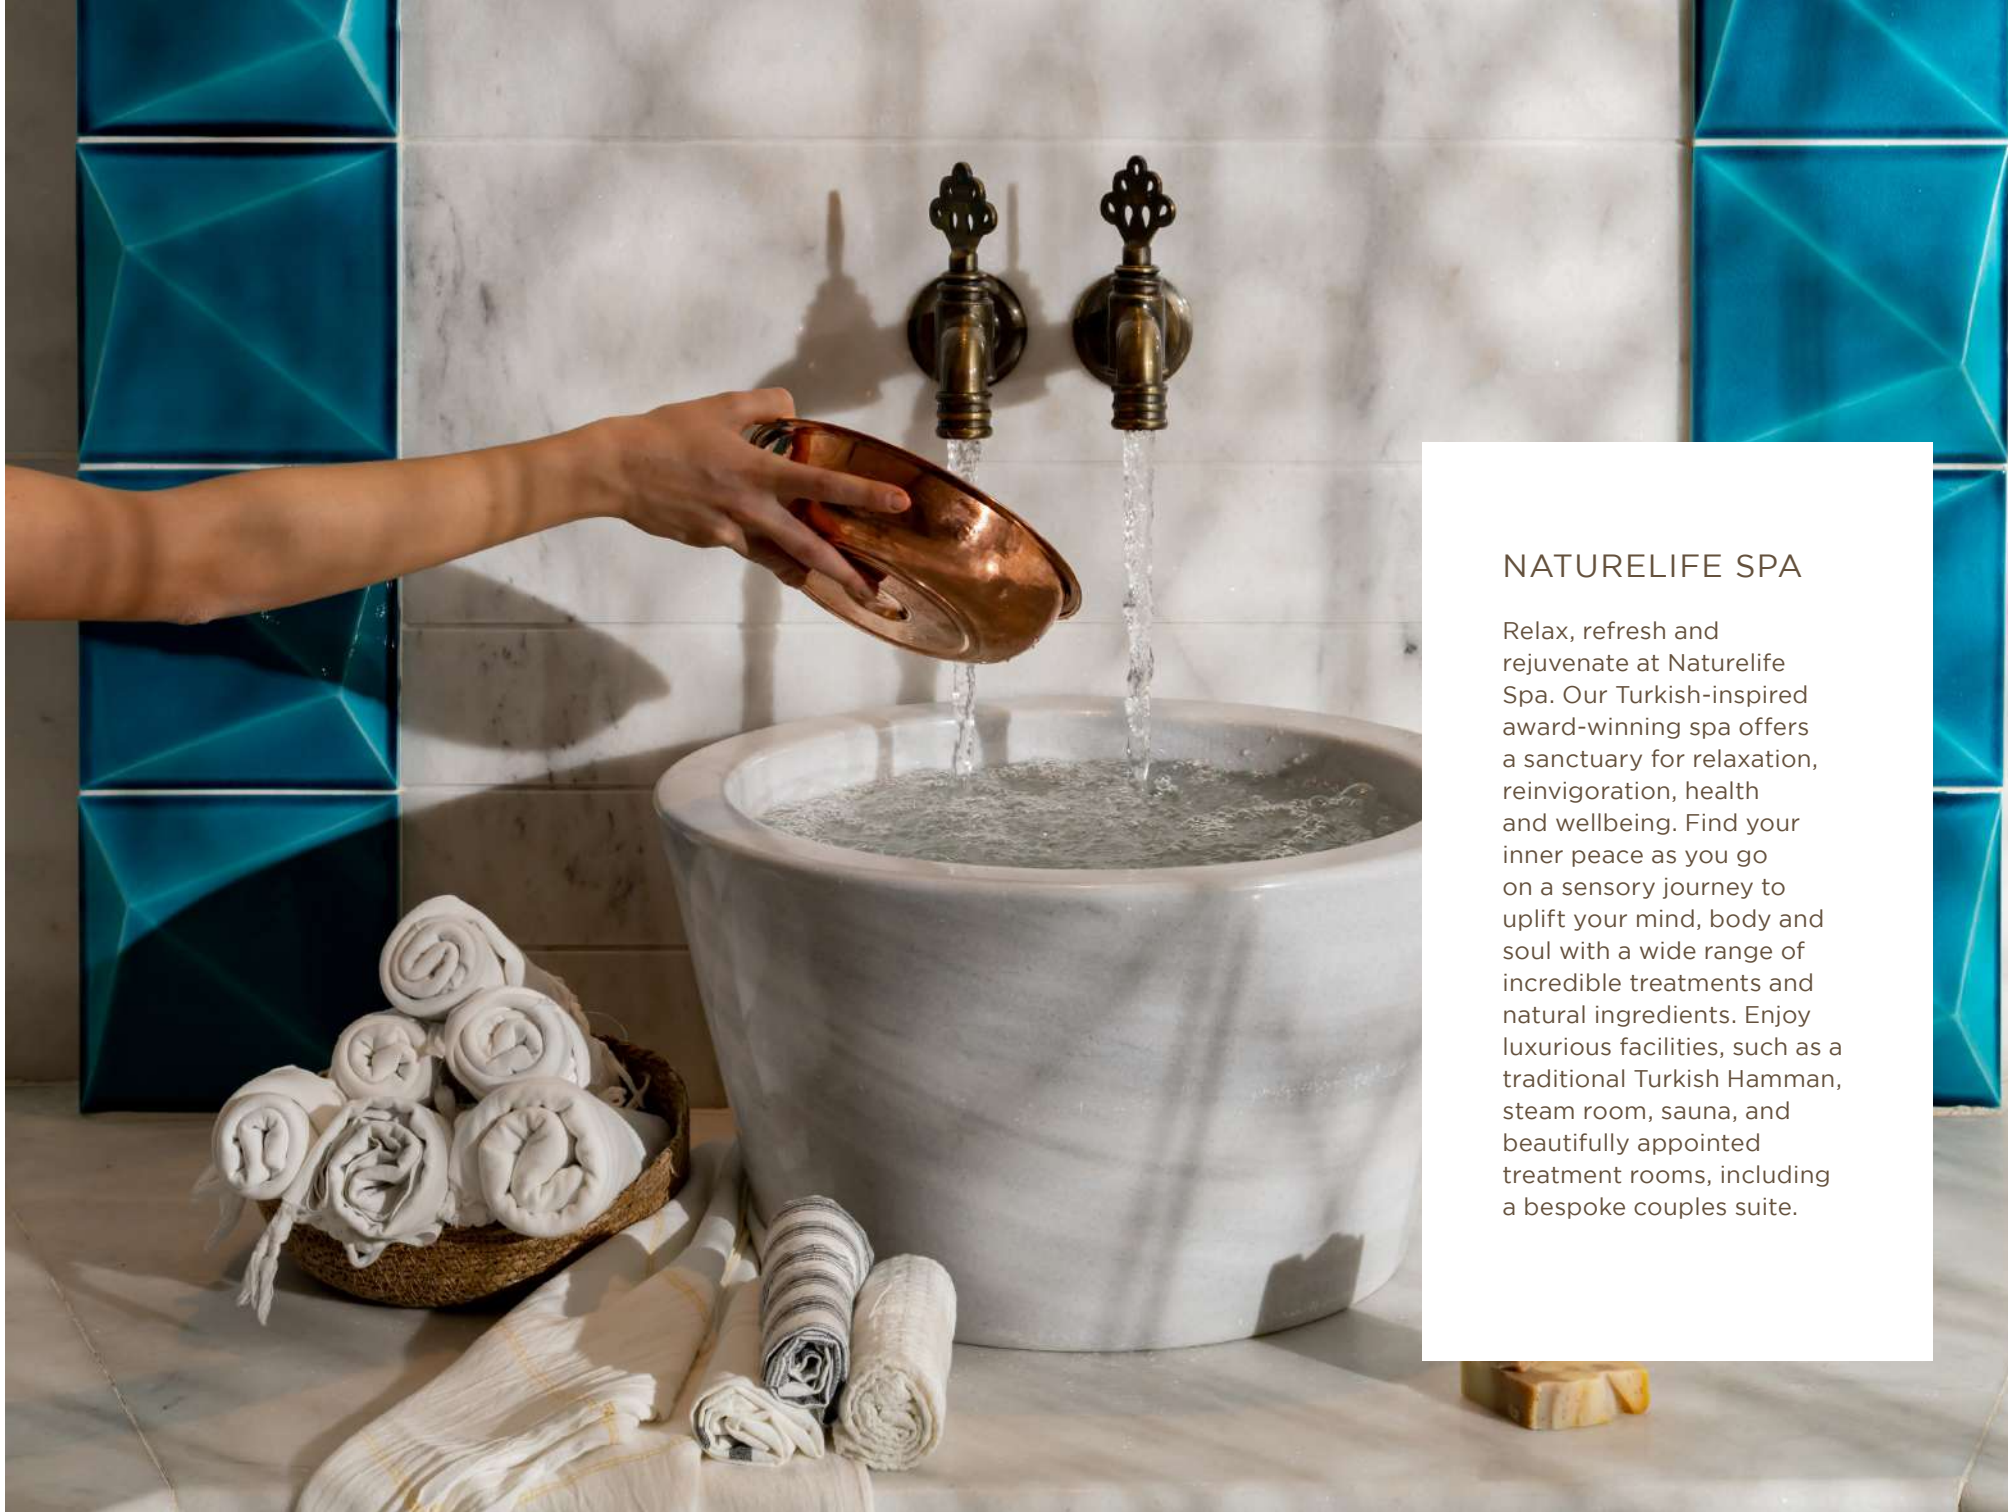 NATURELIFE SPA
Relax, refresh and
rejuvenate at Naturelife
Spa. Our Turkish-inspired
award-winning spa offers
a sanctuary for relaxation,
reinvigoration, health
and wellbeing. Find your
inner peace as you go
on a sensory journey to
uplift your mind, body and
soul with a wide range of
incredible treatments and
natural ingredients. Enjoy
luxurious facilities, such as a
traditional Turkish Hamman,
steam room, sauna, and
beautifully appointed
treatment rooms, including
a bespoke couples suite.